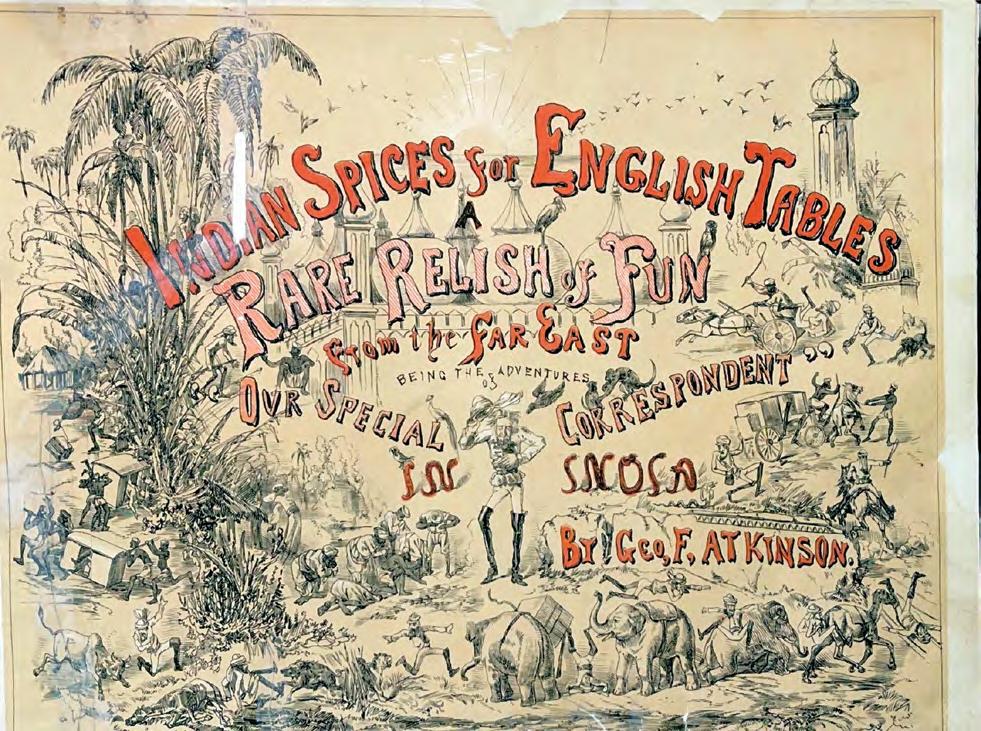 INDIAN SPICES for ENGLISH TABLES
A
RARE RELISH of FUN
From the FAR EAST
BEING THE ADVENTURES
OF
OUR SPECIAL CORRESPONDENT ”
IN INDIA
BY GEO. F. ATKINSON.